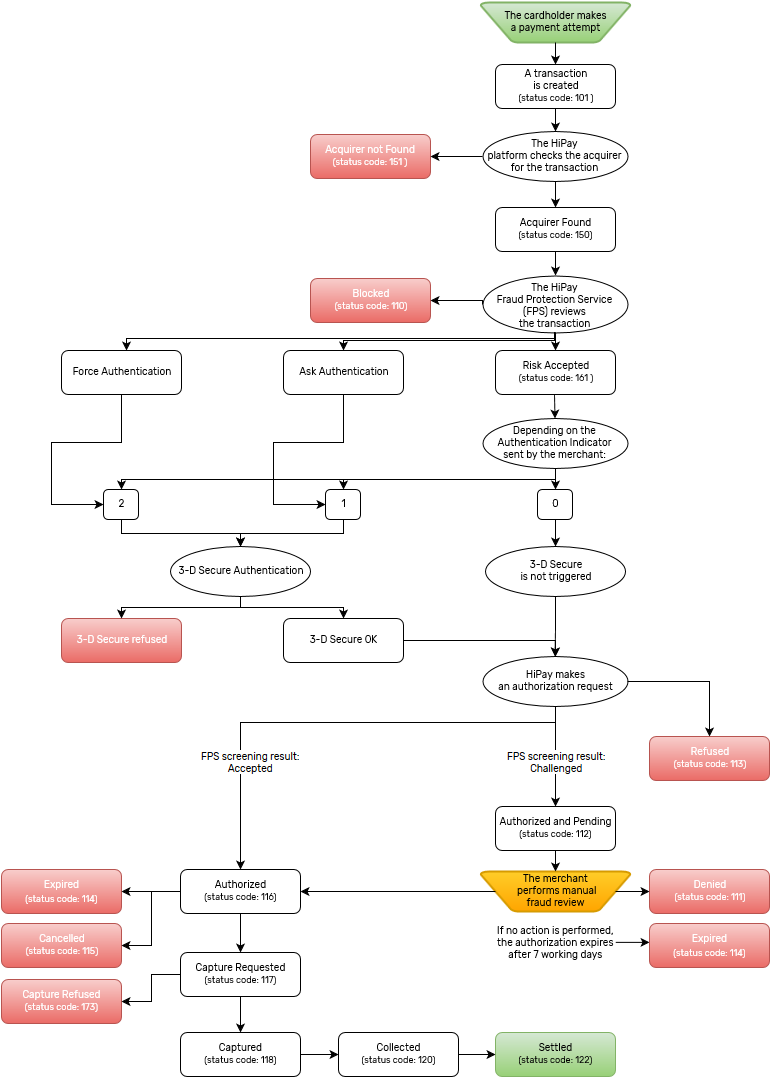 The cardholder makes
a payment attempt
A transaction
is created
(status code: 101 )
The HiPay
platform checks the acquirer
for the transaction
Acquirer not Found
(status code: 151 )
Acquirer Found
(status code: 150)
The HiPay
Fraud Protection Service
(FPS) reviews
the transaction
Blocked
(status code: 110)
Force Authentication
Ask Authentication
Risk Accepted
(status code: 161 )
Depending on the
Authentication Indicator
sent by the merchant:
2
1
0
3-D Secure Authentication
3-D Secure
is not triggered
3-D Secure refused
3-D Secure OK
HiPay makes
an authorization request
Refused
(status code: 113)
FPS screening result:
Accepted
FPS screening result:
Challenged
Authorized and Pending
(status code: 112)
Expired
(status code: 114)
Authorized
(status code: 116)
The merchant
performs manual
fraud review
Denied
(status code: 111)
Cancelled
(status code: 115)
If no action is performed,
the authorization expires
after 7 working days
Expired
(status code: 114)
Capture Requested
(status code: 117)
Capture Refused
(status code: 173)
Captured
(status code: 118)
Collected
(status code: 120)
Settled
(status code: 122)